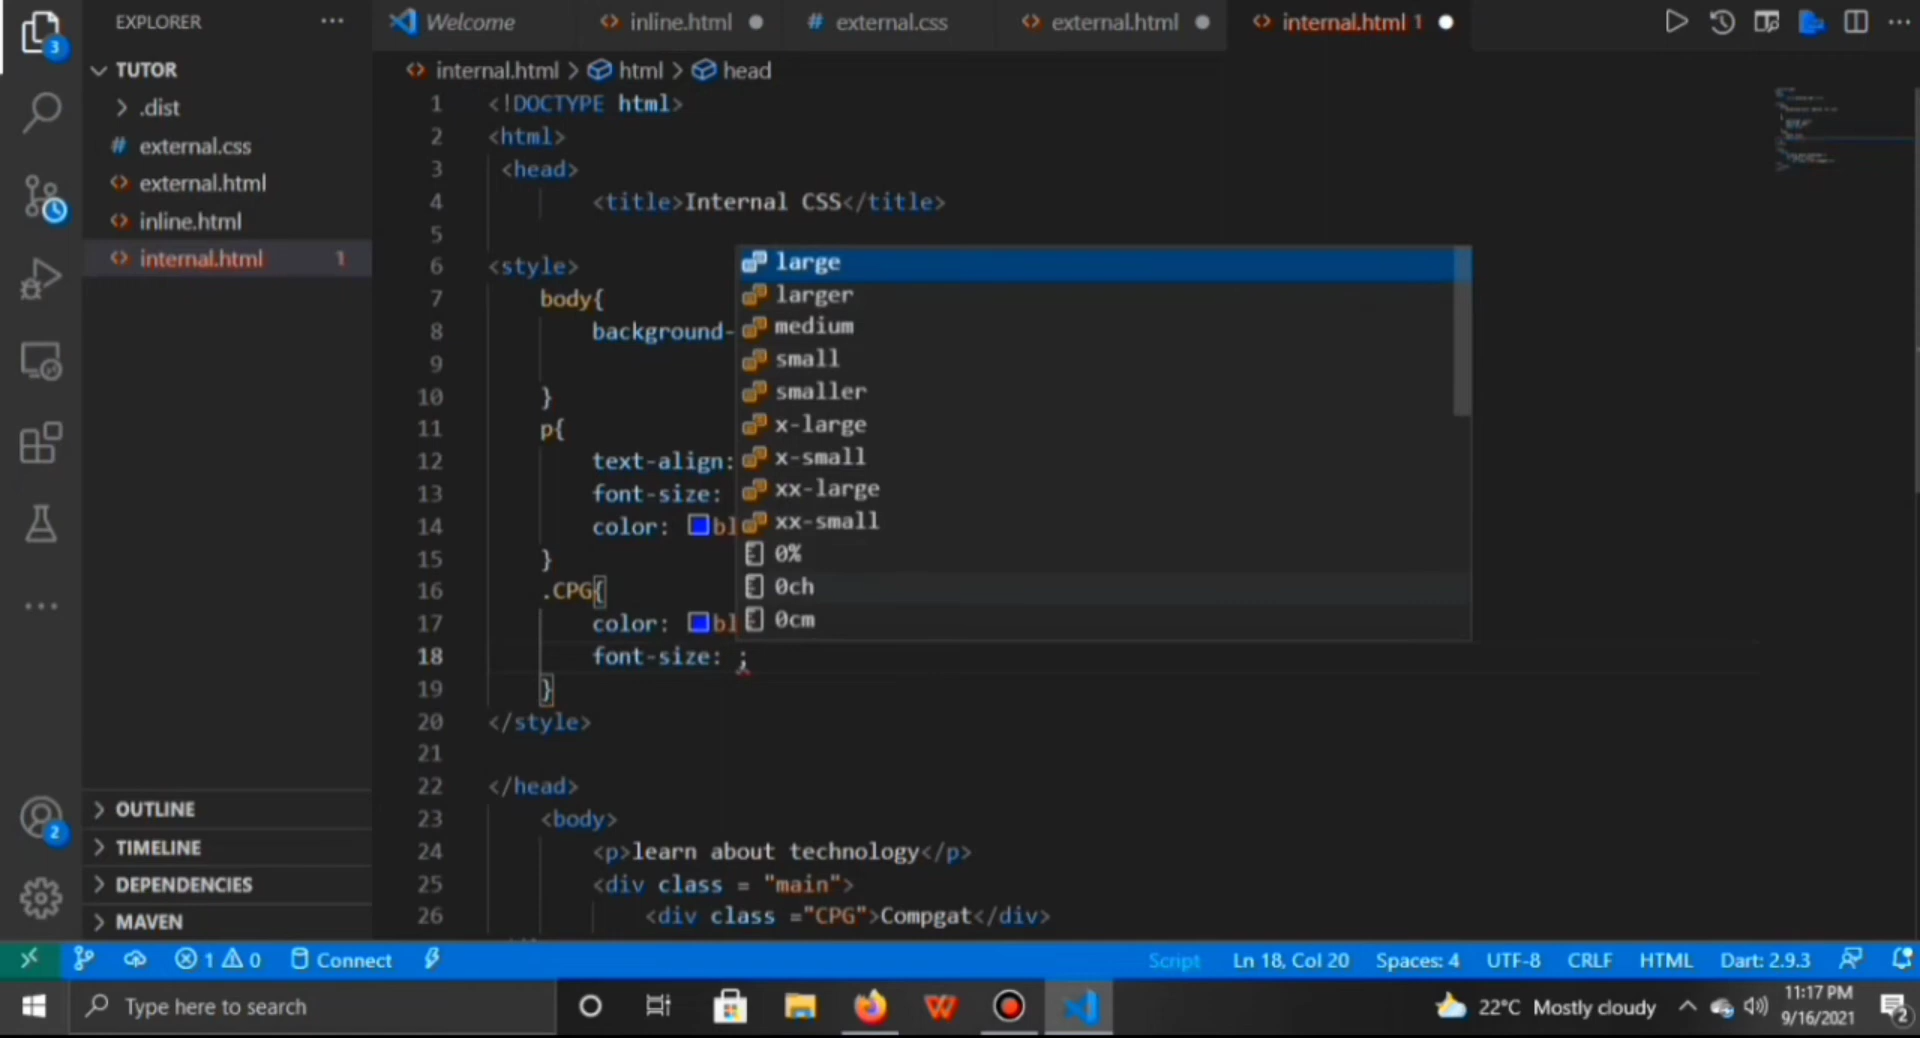 EXPLORER ···
Welcome
inline.html
external.css
external.html
internal.html 1
3
TUTOR
.dist
# external.css
external.html
inline.html
internal.html 1
internal.html > html > head
1 <!DOCTYPE html>
2 <html>
3 <head>
4 <title>Internal CSS</title>
5
6 <style>
7 body{
8 background-
9
10 }
11 p{
12 text-align:
13 font-size:
14 color: bl
15 }
16 .CPG{
17 color: bl
18 font-size: ;
19 }
20 </style>
21
22 </head>
23 <body>
24 <p>learn about technology</p>
25 <div class = "main">
26 <div class ="CPG">Compgat</div>
large
larger
medium
small
smaller
x-large
x-small
xx-large
xx-small
0%
0ch
0cm
OUTLINE
TIMELINE
DEPENDENCIES
MAVEN
2
1 0 Connect Script Ln 18, Col 20 Spaces: 4 UTF-8 CRLF HTML Dart: 2.9.3
Type here to search
22°C Mostly cloudy
11:17 PM
9/16/2021
2